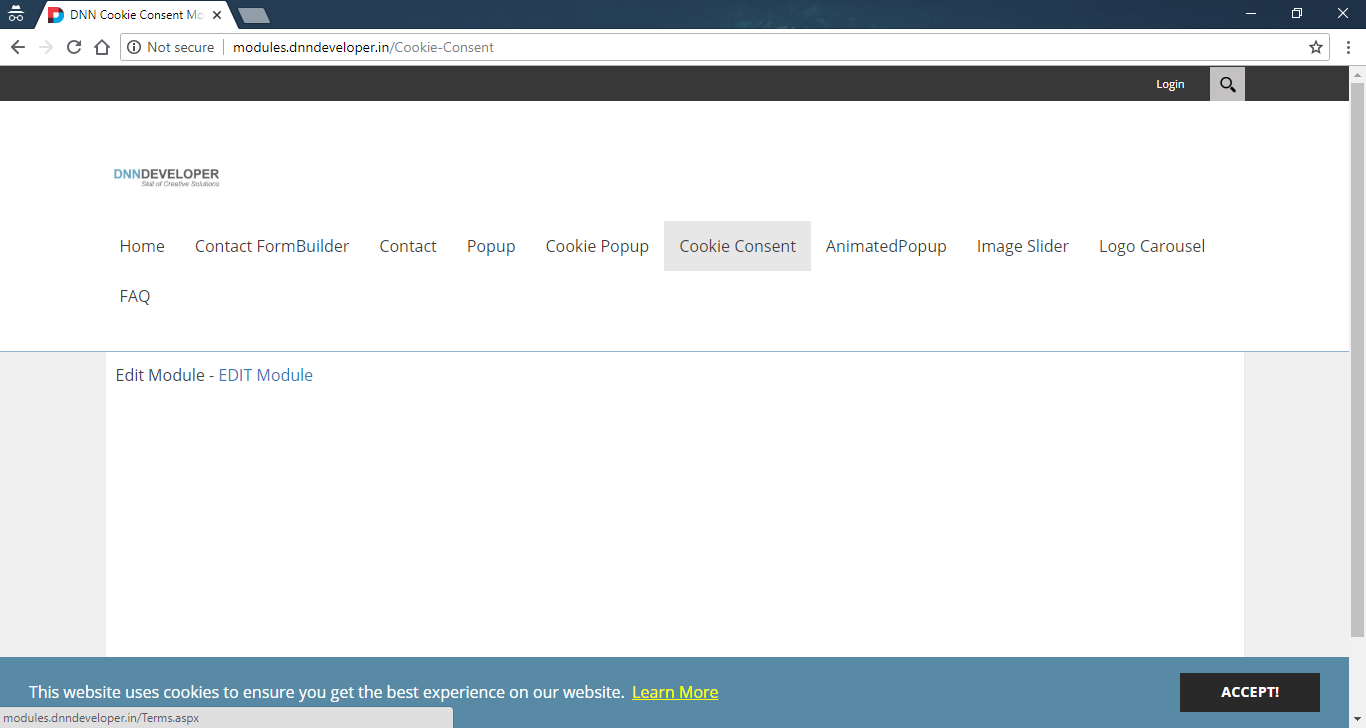 DNN Cookie Consent Mo
Not secure
modules.dnndeveloper.in/Cookie-Consent
Login
DNNDEVELOPER
Skill of Creative Solutions
Home Contact FormBuilder Contact Popup Cookie Popup Cookie Consent AnimatedPopup Image Slider Logo Carousel
FAQ
Edit Module - EDIT Module
This website uses cookies to ensure you get the best experience on our website. Learn More
ACCEPT!
modules.dnndeveloper.in/Terms.aspx